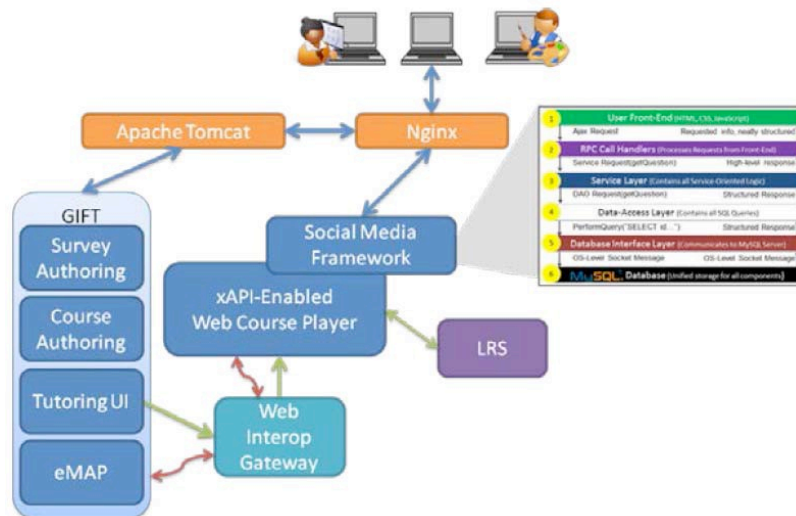 Apache Tomcat
Nginx
GIFT
Survey
Authoring
Course
Authoring
Tutoring UI
eMAP
Social Media
Framework
xAPI-Enabled
Web Course Player
LRS
Web
Interop
Gateway
1 User Front-End (HTML, CSS, JavaScript)
Ajax Request Requested info, neatly structured
2 RPC Call Handlers (Processes Requests from Front-End)
Service Request(getQuestion) High-level response
3 Service Layer (Contains all Service Oriented Logic)
DAO Request(getQuestion) Structured Response
4 Data-Access Layer (Contains all SQL Queries)
PerformQuery("SELECT id...") Structured Response
5 Database Interface Layer (Communicates to MySQL Server)
OS-Level Socket Message OS-Level Socket Message
6 MySQL. Database (Unified storage for all components)